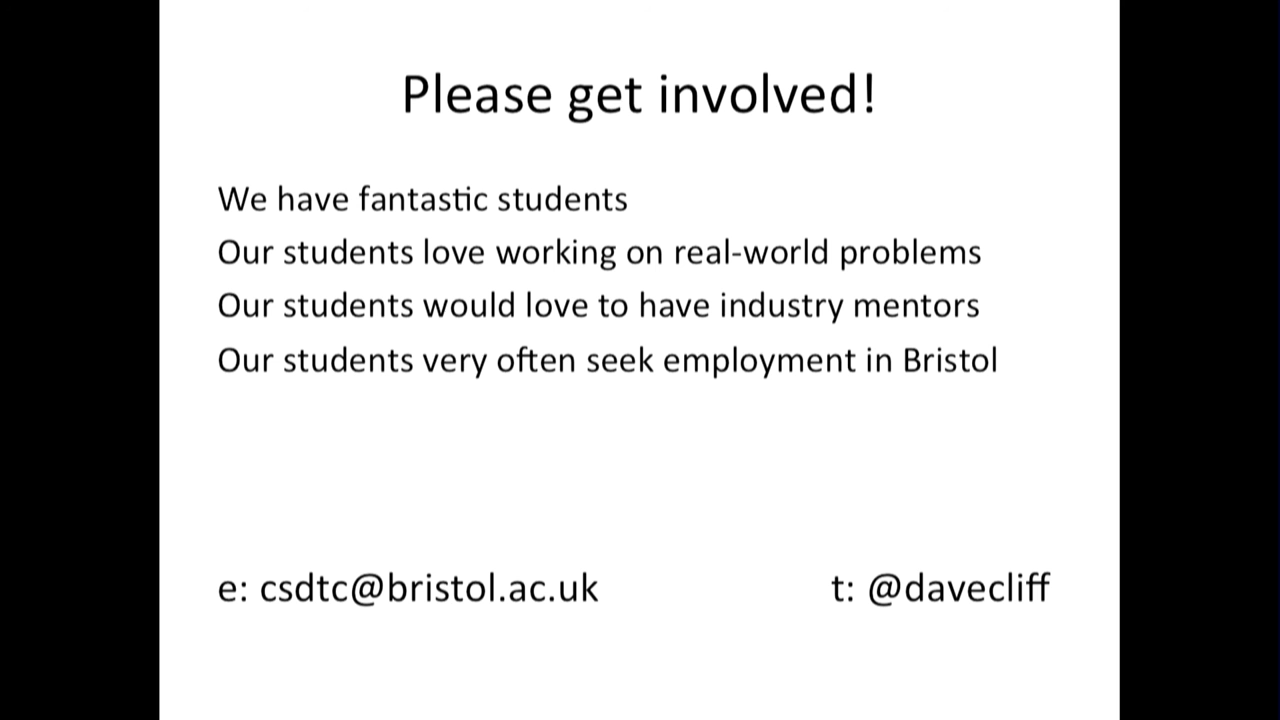 Please get involved!
We have fantastic students
Our students love working on real-world problems
Our students would love to have industry mentors
Our students very often seek employment in Bristol
e: csdtc@bristol.ac.uk
t: @davecliff